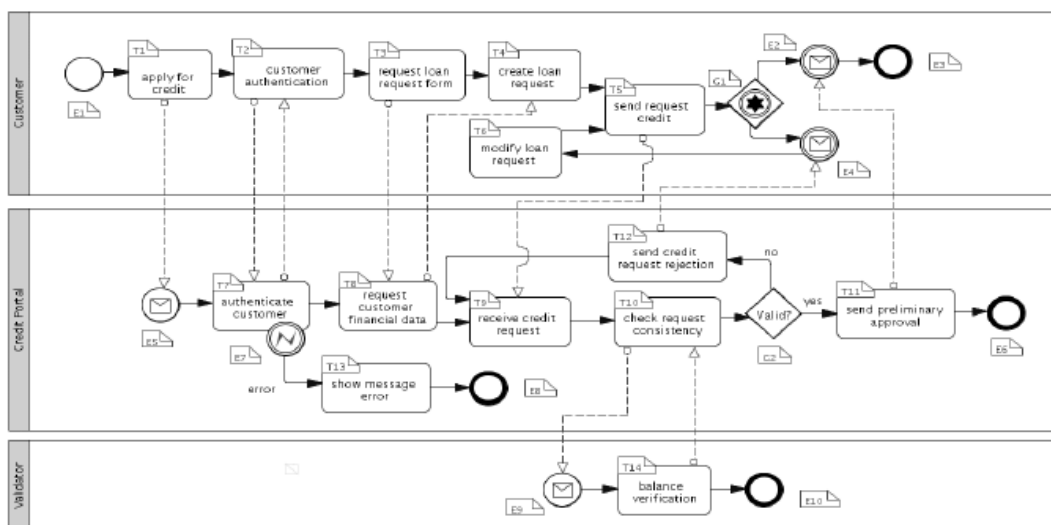 Customer
T1
apply for
credit
E1
T2
customer
authentication
T3
request loan
request form
T4
create loan
request
T5
send request
credit
T6
modify loan
request
G1
E2
E3
E4
Credit Portal
E5
T7
authenticate
customer
E7
error
T8
request
customer
financial data
T9
receive credit
request
T10
check request
consistency
T12
send credit
request rejection
no
Valid?
G2
yes
T11
send preliminary
approval
E6
T13
show message
error
E8
Validator
E9
T14
balance
verification
E10